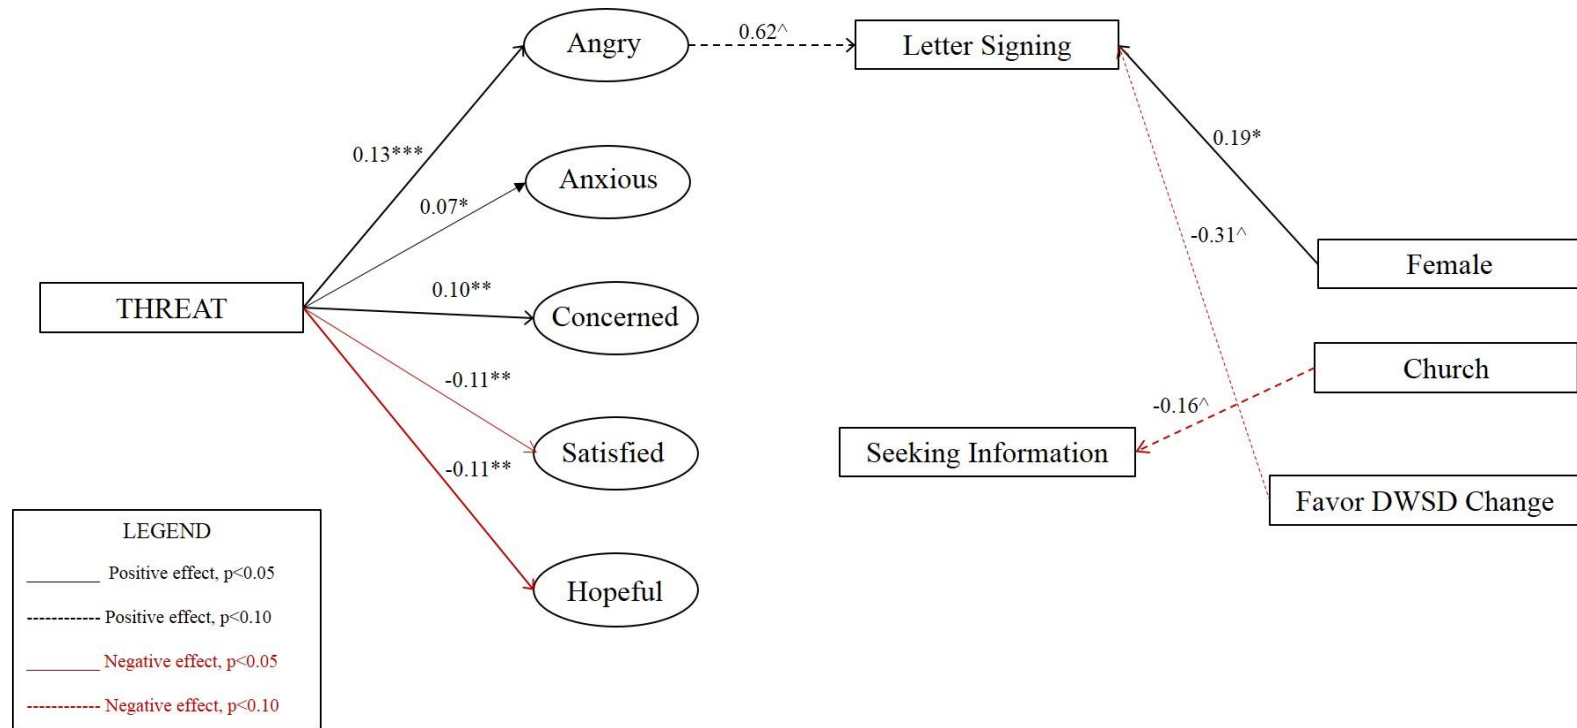 Angry
0.62^
Letter Signing
0.13***
0.19*
Anxious
0.07*
-0.31^
Female
THREAT
0.10**
Concerned
Church
-0.11**
-0.16^
Satisfied
Seeking Information
-0.11**
Favor DWSD Change
Hopeful
LEGEND
Positive effect, p<0.05
Positive effect, p<0.10
Negative effect, p<0.05
Negative effect, p<0.10